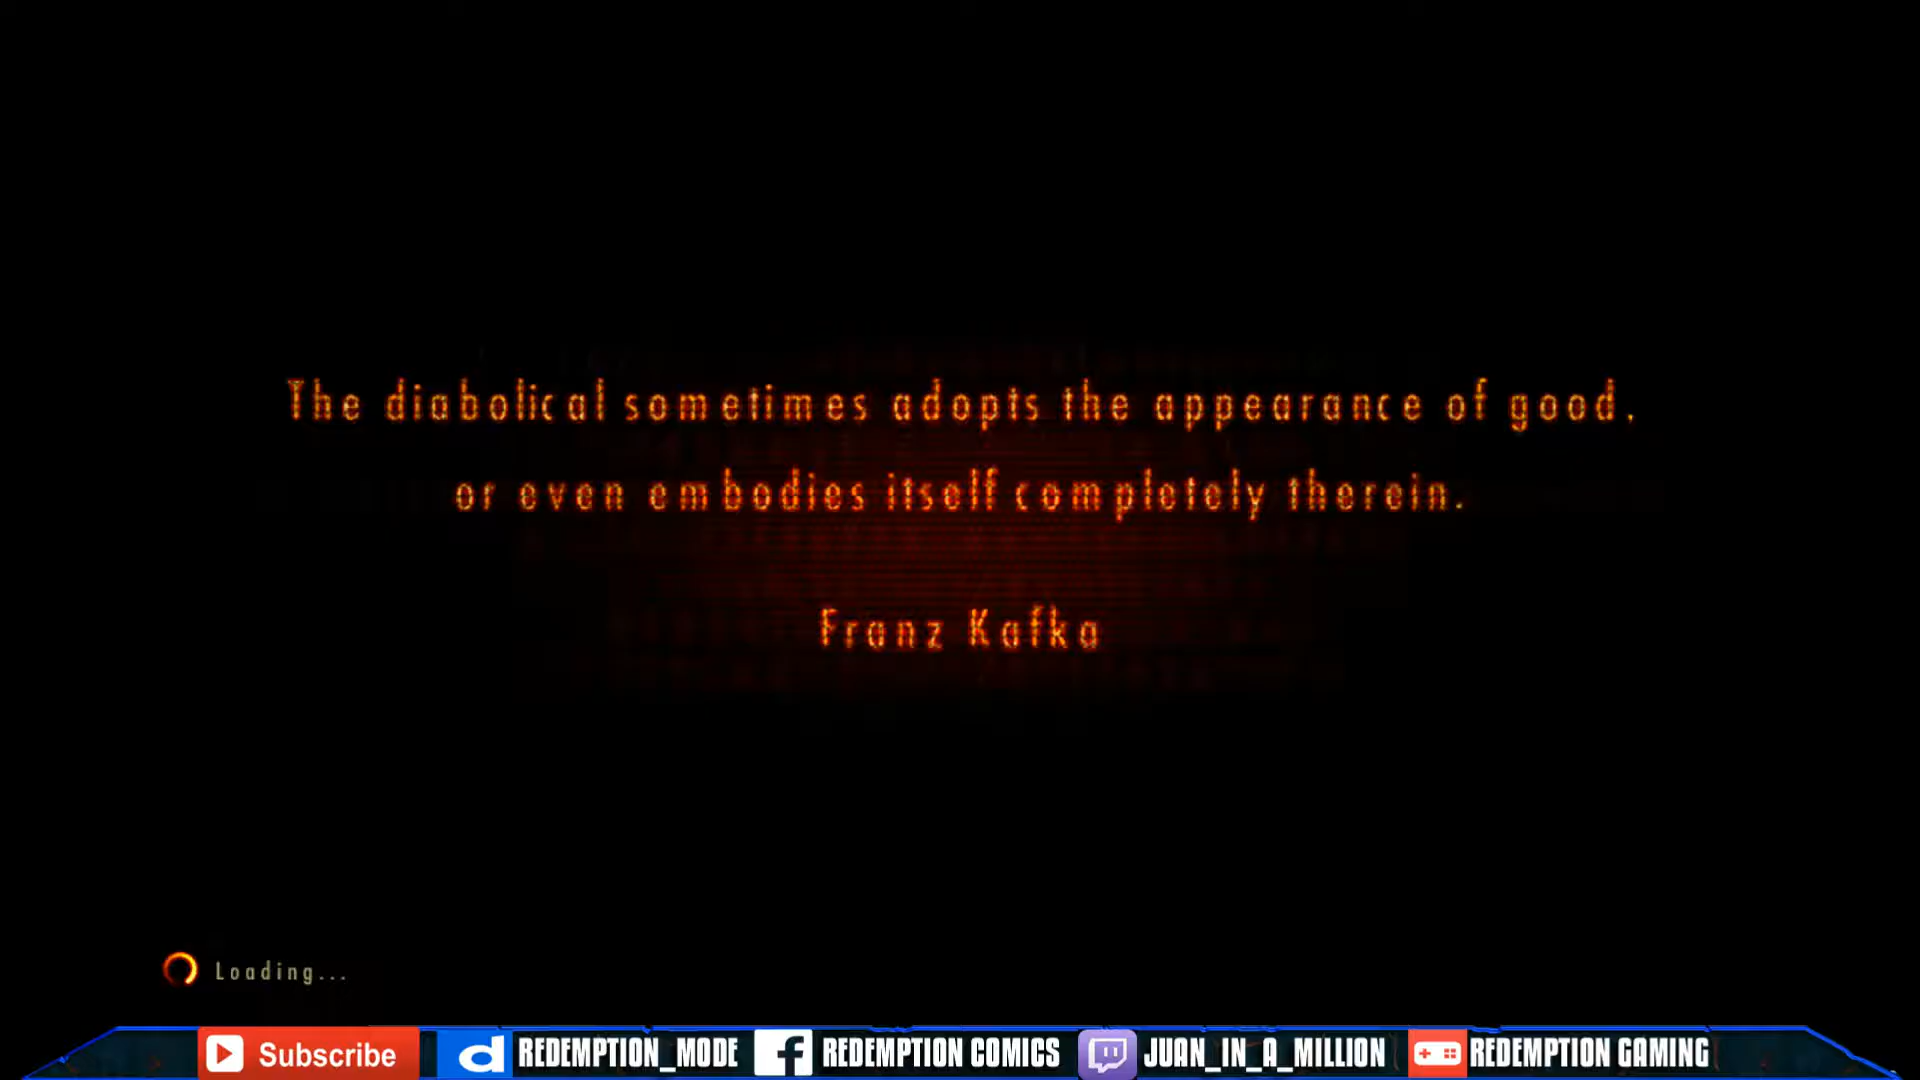 The diabolical sometimes adopts the appearance of good,
or even embodies itself completely therein.
Franz Kafka
Loading...
Subscribe
d REDEMPTION_MODE
f REDEMPTION COMICS
JUAN_IN_A_MILLION
REDEMPTION GAMING